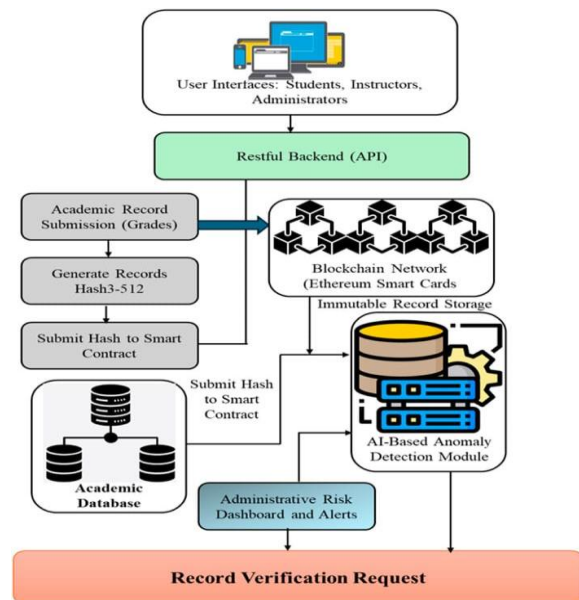 User Interfaces: Students, Instructors,
Administrators
Restful Backend (API)
Academic Record
Submission (Grades)
Generate Records
Hash3-512
Submit Hash to Smart
Contract
Blockchain Network
(Ethereum Smart Cards
Immutable Record Storage
Submit Hash
to Smart
Contract
Academic
Database
AI-Based Anomaly
Detection Module
Administrative Risk
Dashboard and Alerts
Record Verification Request